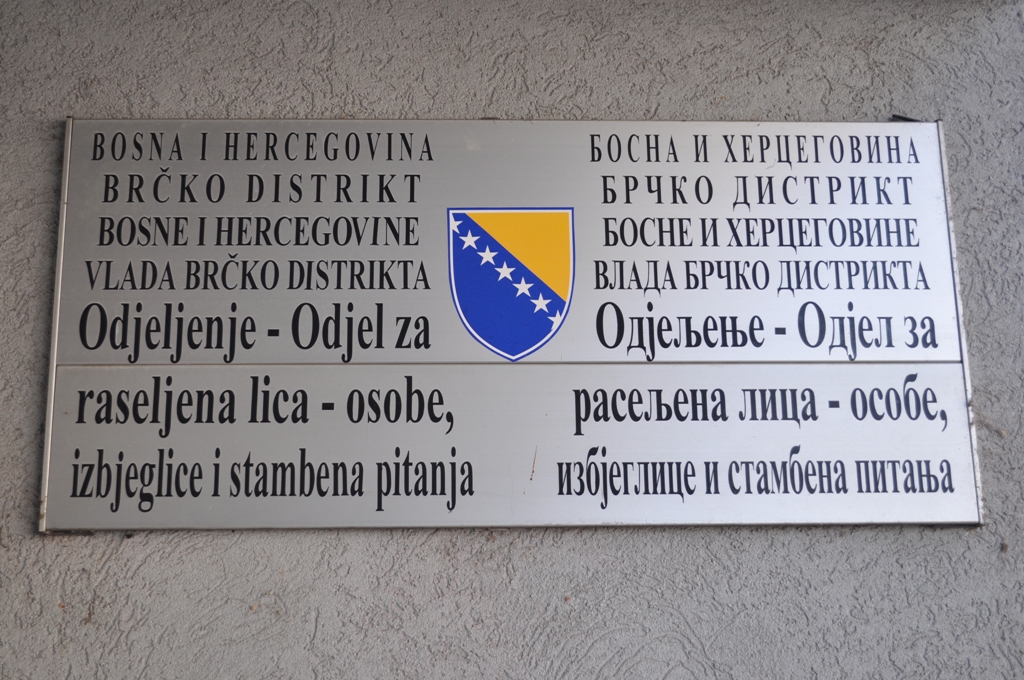 BOSNA I HERCEGOVINA
BRČKO DISTRIKT
BOSNE I HERCEGOVINE
VLADA BRČKO DISTRIKTA
Odjeljenje - Odjel za
raseljena lica - osobe,
izbjeglice i stambena pitanja
БОСНА И ХЕРЦЕГОВИНА
БРЧКО ДИСТРИКТ
БОСНЕ И ХЕРЦЕГОВИНЕ
ВЛАДА БРЧКО ДИСТРИКТА
Одјељење - Одјел за
расељена лица - особе,
избјеглице и стамбена питања